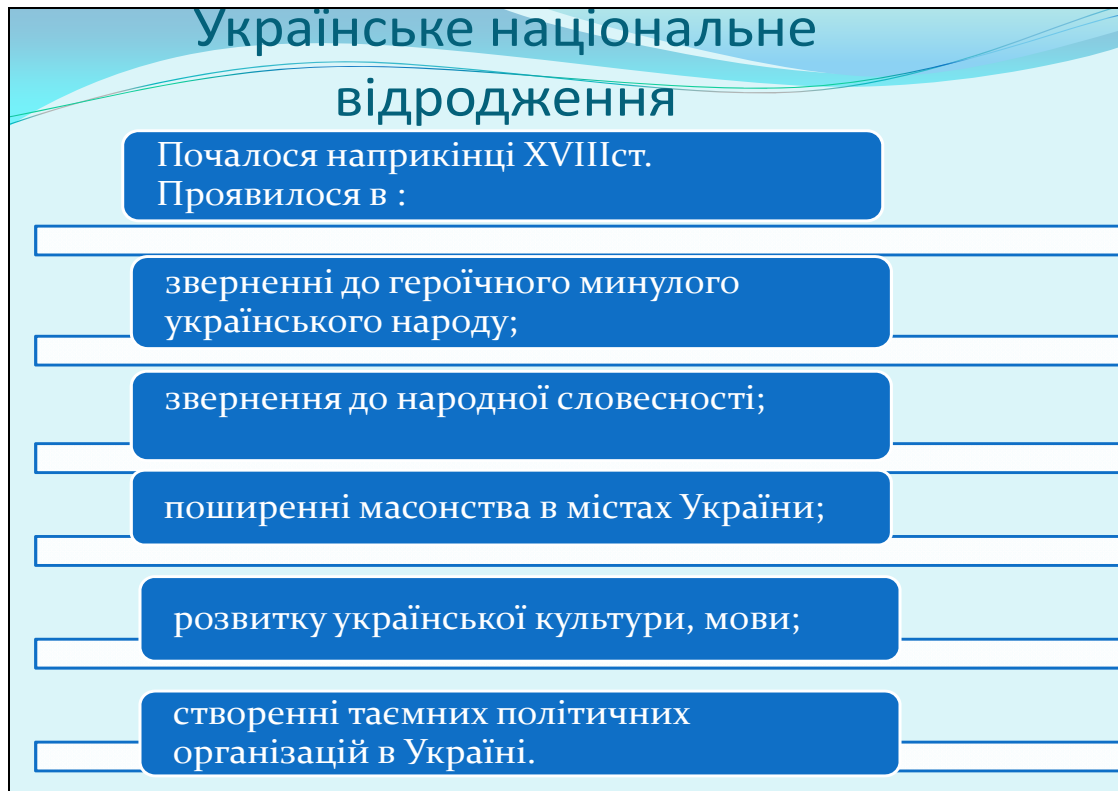 Українське національне
відродження
Почалося наприкінці XVIIIст.
Проявилося в :
зверненні до героїчного минулого
українського народу;
звернення до народної словесності;
поширенні масонства в містах України;
розвитку української культури, мови;
створенні таємних політичних
організацій в Україні.